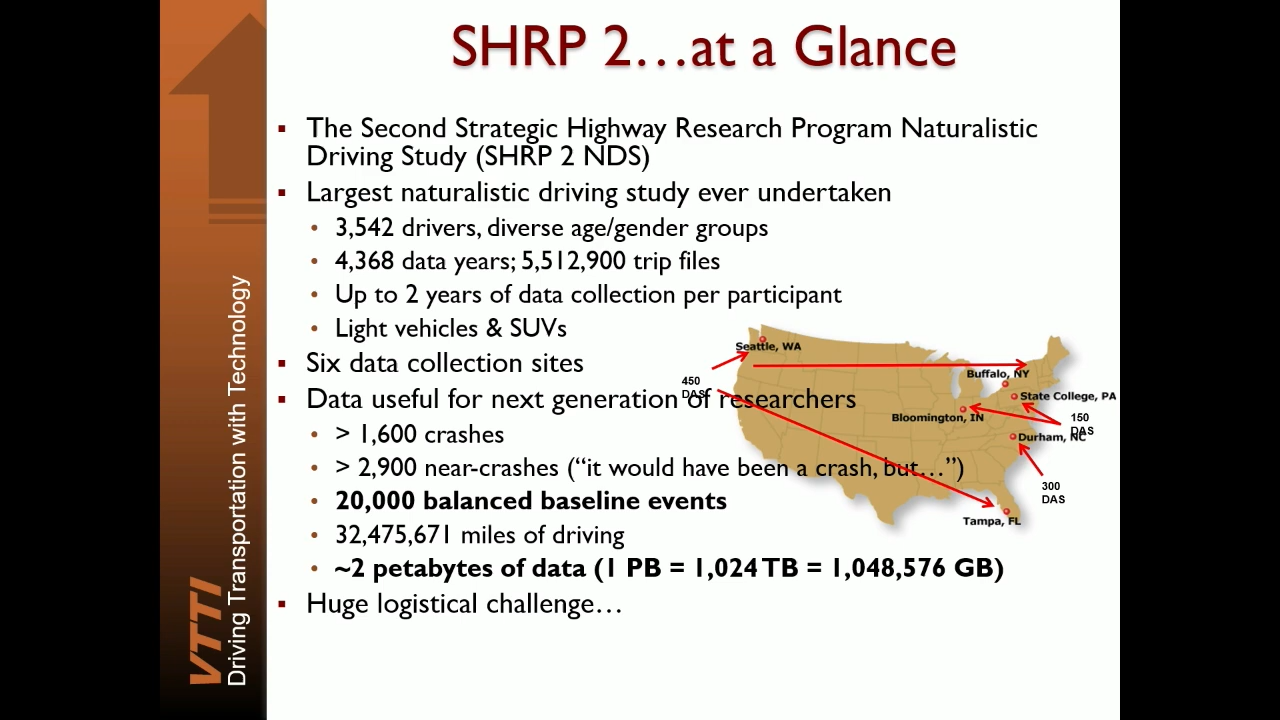 SHRP 2…at a Glance
▪ The Second Strategic Highway Research Program Naturalistic
Driving Study (SHRP 2 NDS)
▪ Largest naturalistic driving study ever undertaken
• 3,542 drivers, diverse age/gender groups
• 4,368 data years; 5,512,900 trip files
• Up to 2 years of data collection per participant
• Light vehicles & SUVs
▪ Six data collection sites
▪ Data useful for next generation of researchers
• > 1,600 crashes
• > 2,900 near-crashes (“it would have been a crash, but…”)
• 20,000 balanced baseline events
• 32,475,671 miles of driving
• ~2 petabytes of data (1 PB = 1,024 TB = 1,048,576 GB)
▪ Huge logistical challenge…
Seattle, WA
Buffalo, NY
State College, PA
Bloomington, IN
Durham, NC
Tampa, FL
450
DAS
150
DAS
300
DAS
VTTI
Driving Transportation with Technology